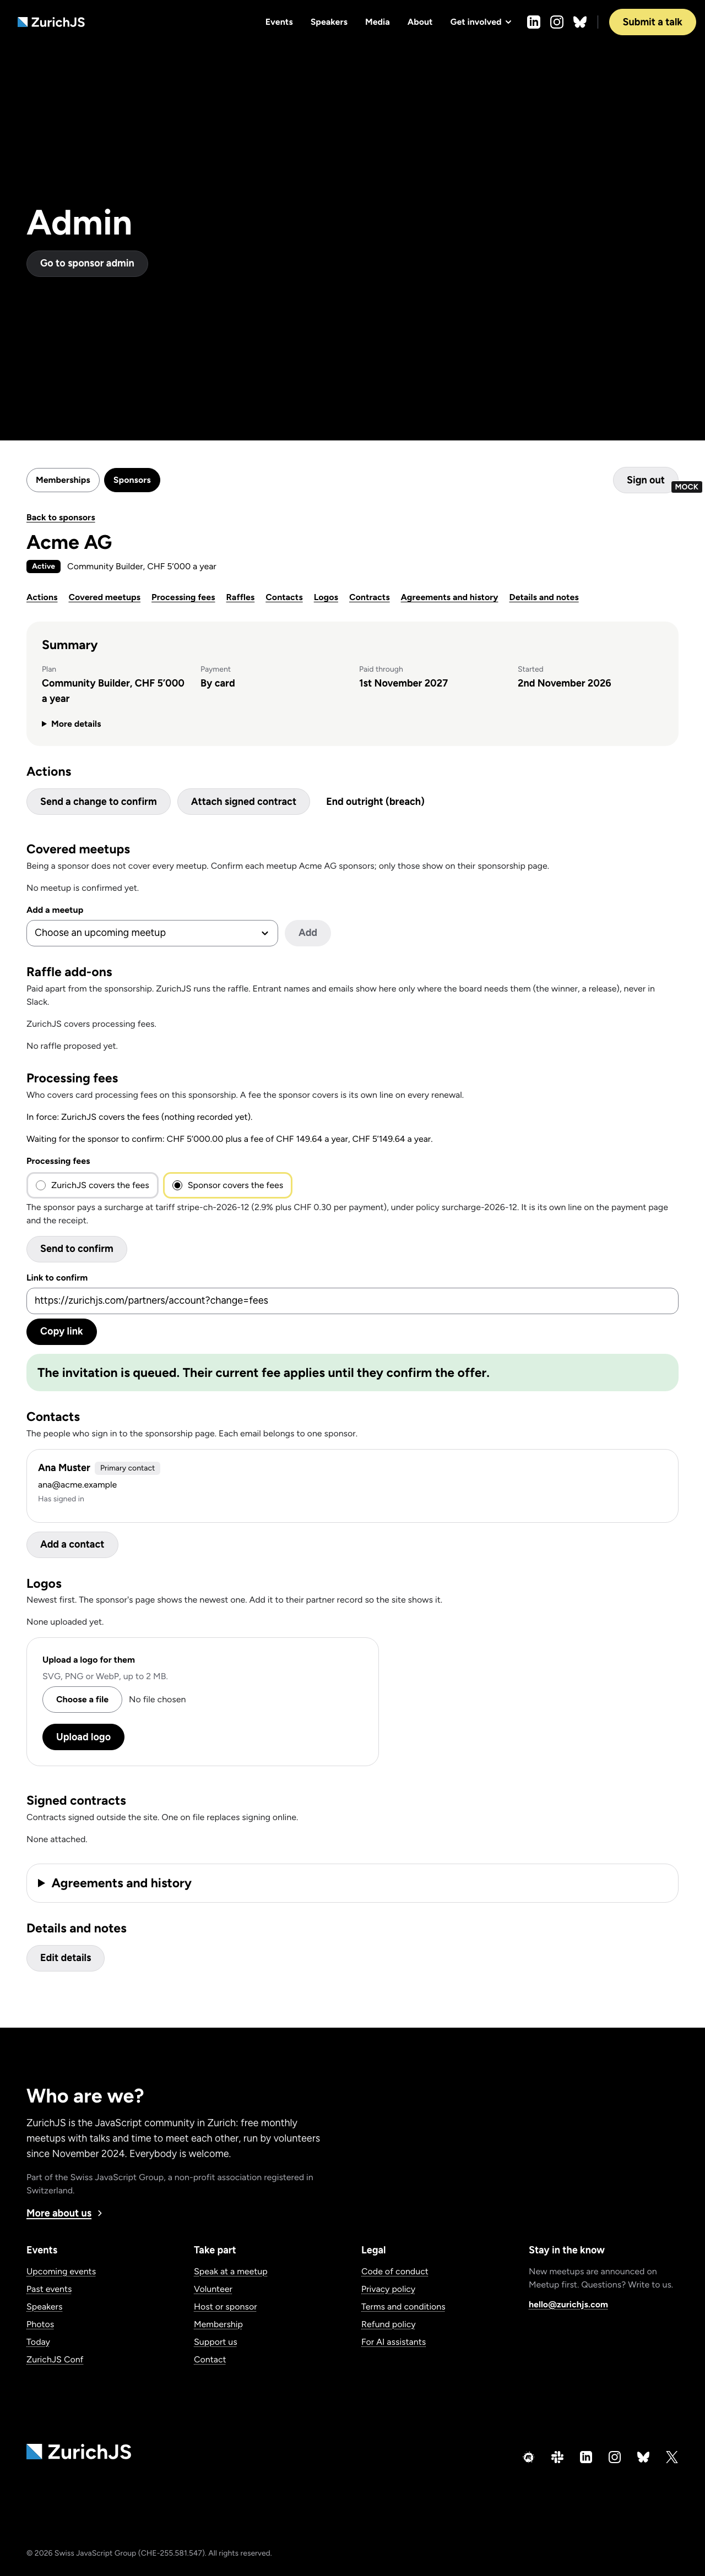 ZurichJS
Events
Speakers
Media
About
Get involved
Submit a talk
Admin
Go to sponsor admin
Memberships
Sponsors
Sign out
MOCK
Back to sponsors
Acme AG
Active
Community Builder, CHF 5'000 a year
Actions
Covered meetups
Processing fees
Raffles
Contacts
Logos
Contracts
Agreements and history
Details and notes
Summary
Plan
Community Builder, CHF 5'000
a year
Payment
By card
Paid through
1st November 2027
Started
2nd November 2026
More details
Actions
Send a change to confirm
Attach signed contract
End outright (breach)
Covered meetups
Being a sponsor does not cover every meetup. Confirm each meetup Acme AG sponsors; only those show on their sponsorship page.
No meetup is confirmed yet.
Add a meetup
Choose an upcoming meetup
Add
Raffle add-ons
Paid apart from the sponsorship. ZurichJS runs the raffle. Entrant names and emails show here only where the board needs them (the winner, a release), never in
Slack.
ZurichJS covers processing fees.
No raffle proposed yet.
Processing fees
Who covers card processing fees on this sponsorship. A fee the sponsor covers is its own line on every renewal.
In force: ZurichJS covers the fees (nothing recorded yet).
Waiting for the sponsor to confirm: CHF 5'000.00 plus a fee of CHF 149.64 a year, CHF 5'149.64 a year.
Processing fees
ZurichJS covers the fees
Sponsor covers the fees
The sponsor pays a surcharge at tariff stripe-ch-2026-12 (2.9% plus CHF 0.30 per payment), under policy surcharge-2026-12. It is its own line on the payment page
and the receipt.
Send to confirm
Link to confirm
https://zurichjs.com/partners/account?change=fees
Copy link
The invitation is queued. Their current fee applies until they confirm the offer.
Contacts
The people who sign in to the sponsorship page. Each email belongs to one sponsor.
Ana Muster
Primary contact
ana@acme.example
Has signed in
Add a contact
Logos
Newest first. The sponsor's page shows the newest one. Add it to their partner record so the site shows it.
None uploaded yet.
Upload a logo for them
SVG, PNG or WebP, up to 2 MB.
Choose a file
No file chosen
Upload logo
Signed contracts
Contracts signed outside the site. One on file replaces signing online.
None attached.
Agreements and history
Details and notes
Edit details
Who are we?
ZurichJS is the JavaScript community in Zurich: free monthly
meetups with talks and time to meet each other, run by volunteers
since November 2024. Everybody is welcome.
Part of the Swiss JavaScript Group, a non-profit association registered in
Switzerland.
More about us
Events
Upcoming events
Past events
Speakers
Photos
Today
ZurichJS Conf
Take part
Speak at a meetup
Volunteer
Host or sponsor
Membership
Support us
Contact
Legal
Code of conduct
Privacy policy
Terms and conditions
Refund policy
For AI assistants
Stay in the know
New meetups are announced on
Meetup first. Questions? Write to us.
hello@zurichjs.com
ZurichJS
© 2026 Swiss JavaScript Group (CHE-255.581.547). All rights reserved.